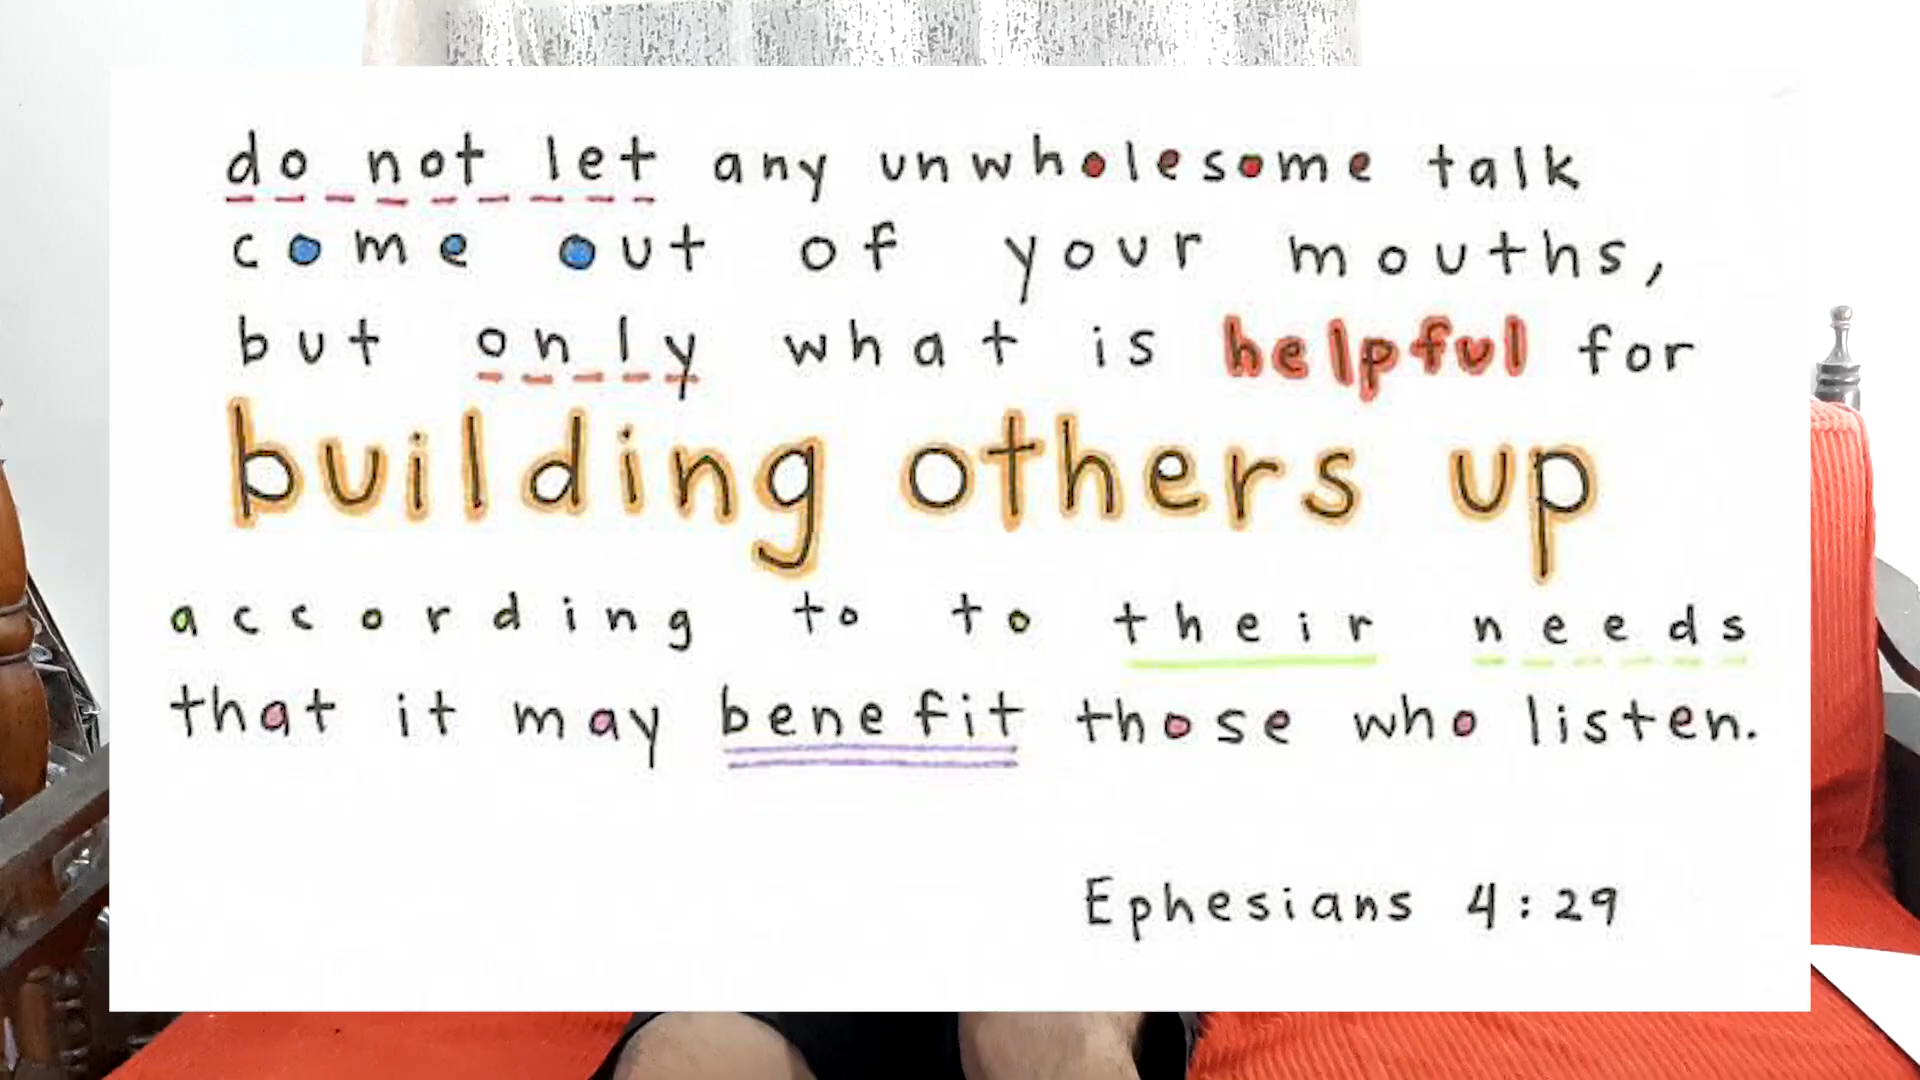 do not let any unwholesome talk
come out of your mouths,
but only what is helpful for
building others up
according to to their needs
that it may benefit those who listen.
Ephesians 4:29